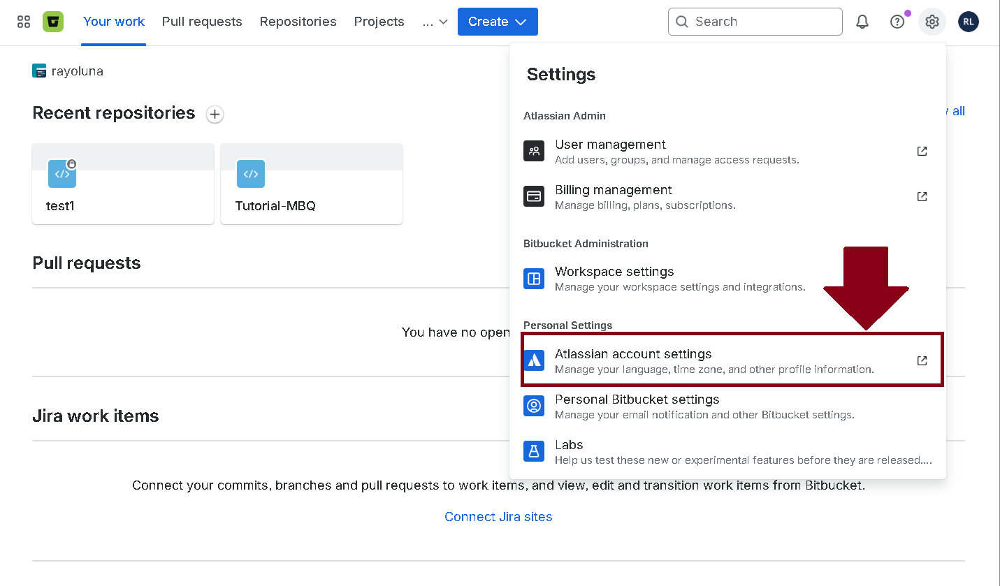 Your work Pull requests Repositories Projects ... Create Search RL
rayoluna
Recent repositories
all
test1
Tutorial-MBQ
Pull requests
You have no open
Jira work items
Connect your commits, branches and pull requests to work items, and view, edit and transition work items from Bitbucket.
Connect Jira sites
Settings
Atlassian Admin
User management
Add users, groups, and manage access requests.
Billing management
Manage billing, plans, subscriptions.
Bitbucket Administration
Workspace settings
Manage your workspace settings and integrations.
Personal Settings
Atlassian account settings
Manage your language, time zone, and other profile information.
Personal Bitbucket settings
Manage your email notification and other Bitbucket settings.
Labs
Help us test these new or experimental features before they are released....